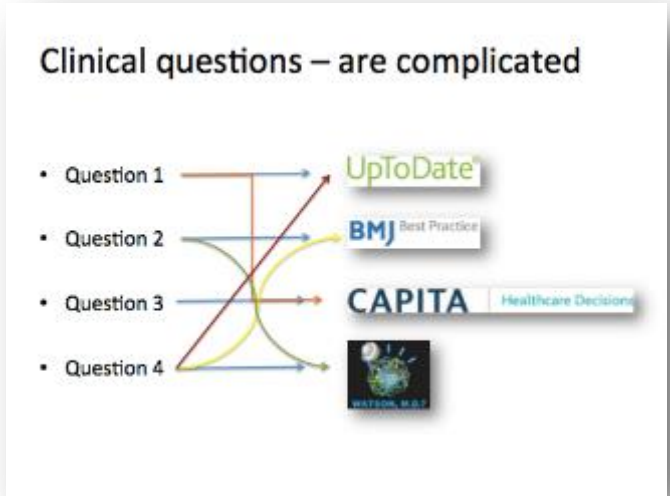 Clinical questions – are complicated
• Question 1
UpToDate®
• Question 2
BMJ Best Practice
• Question 3
CAPITA Healthcare Decisions
• Question 4
WATSON, M.D.?